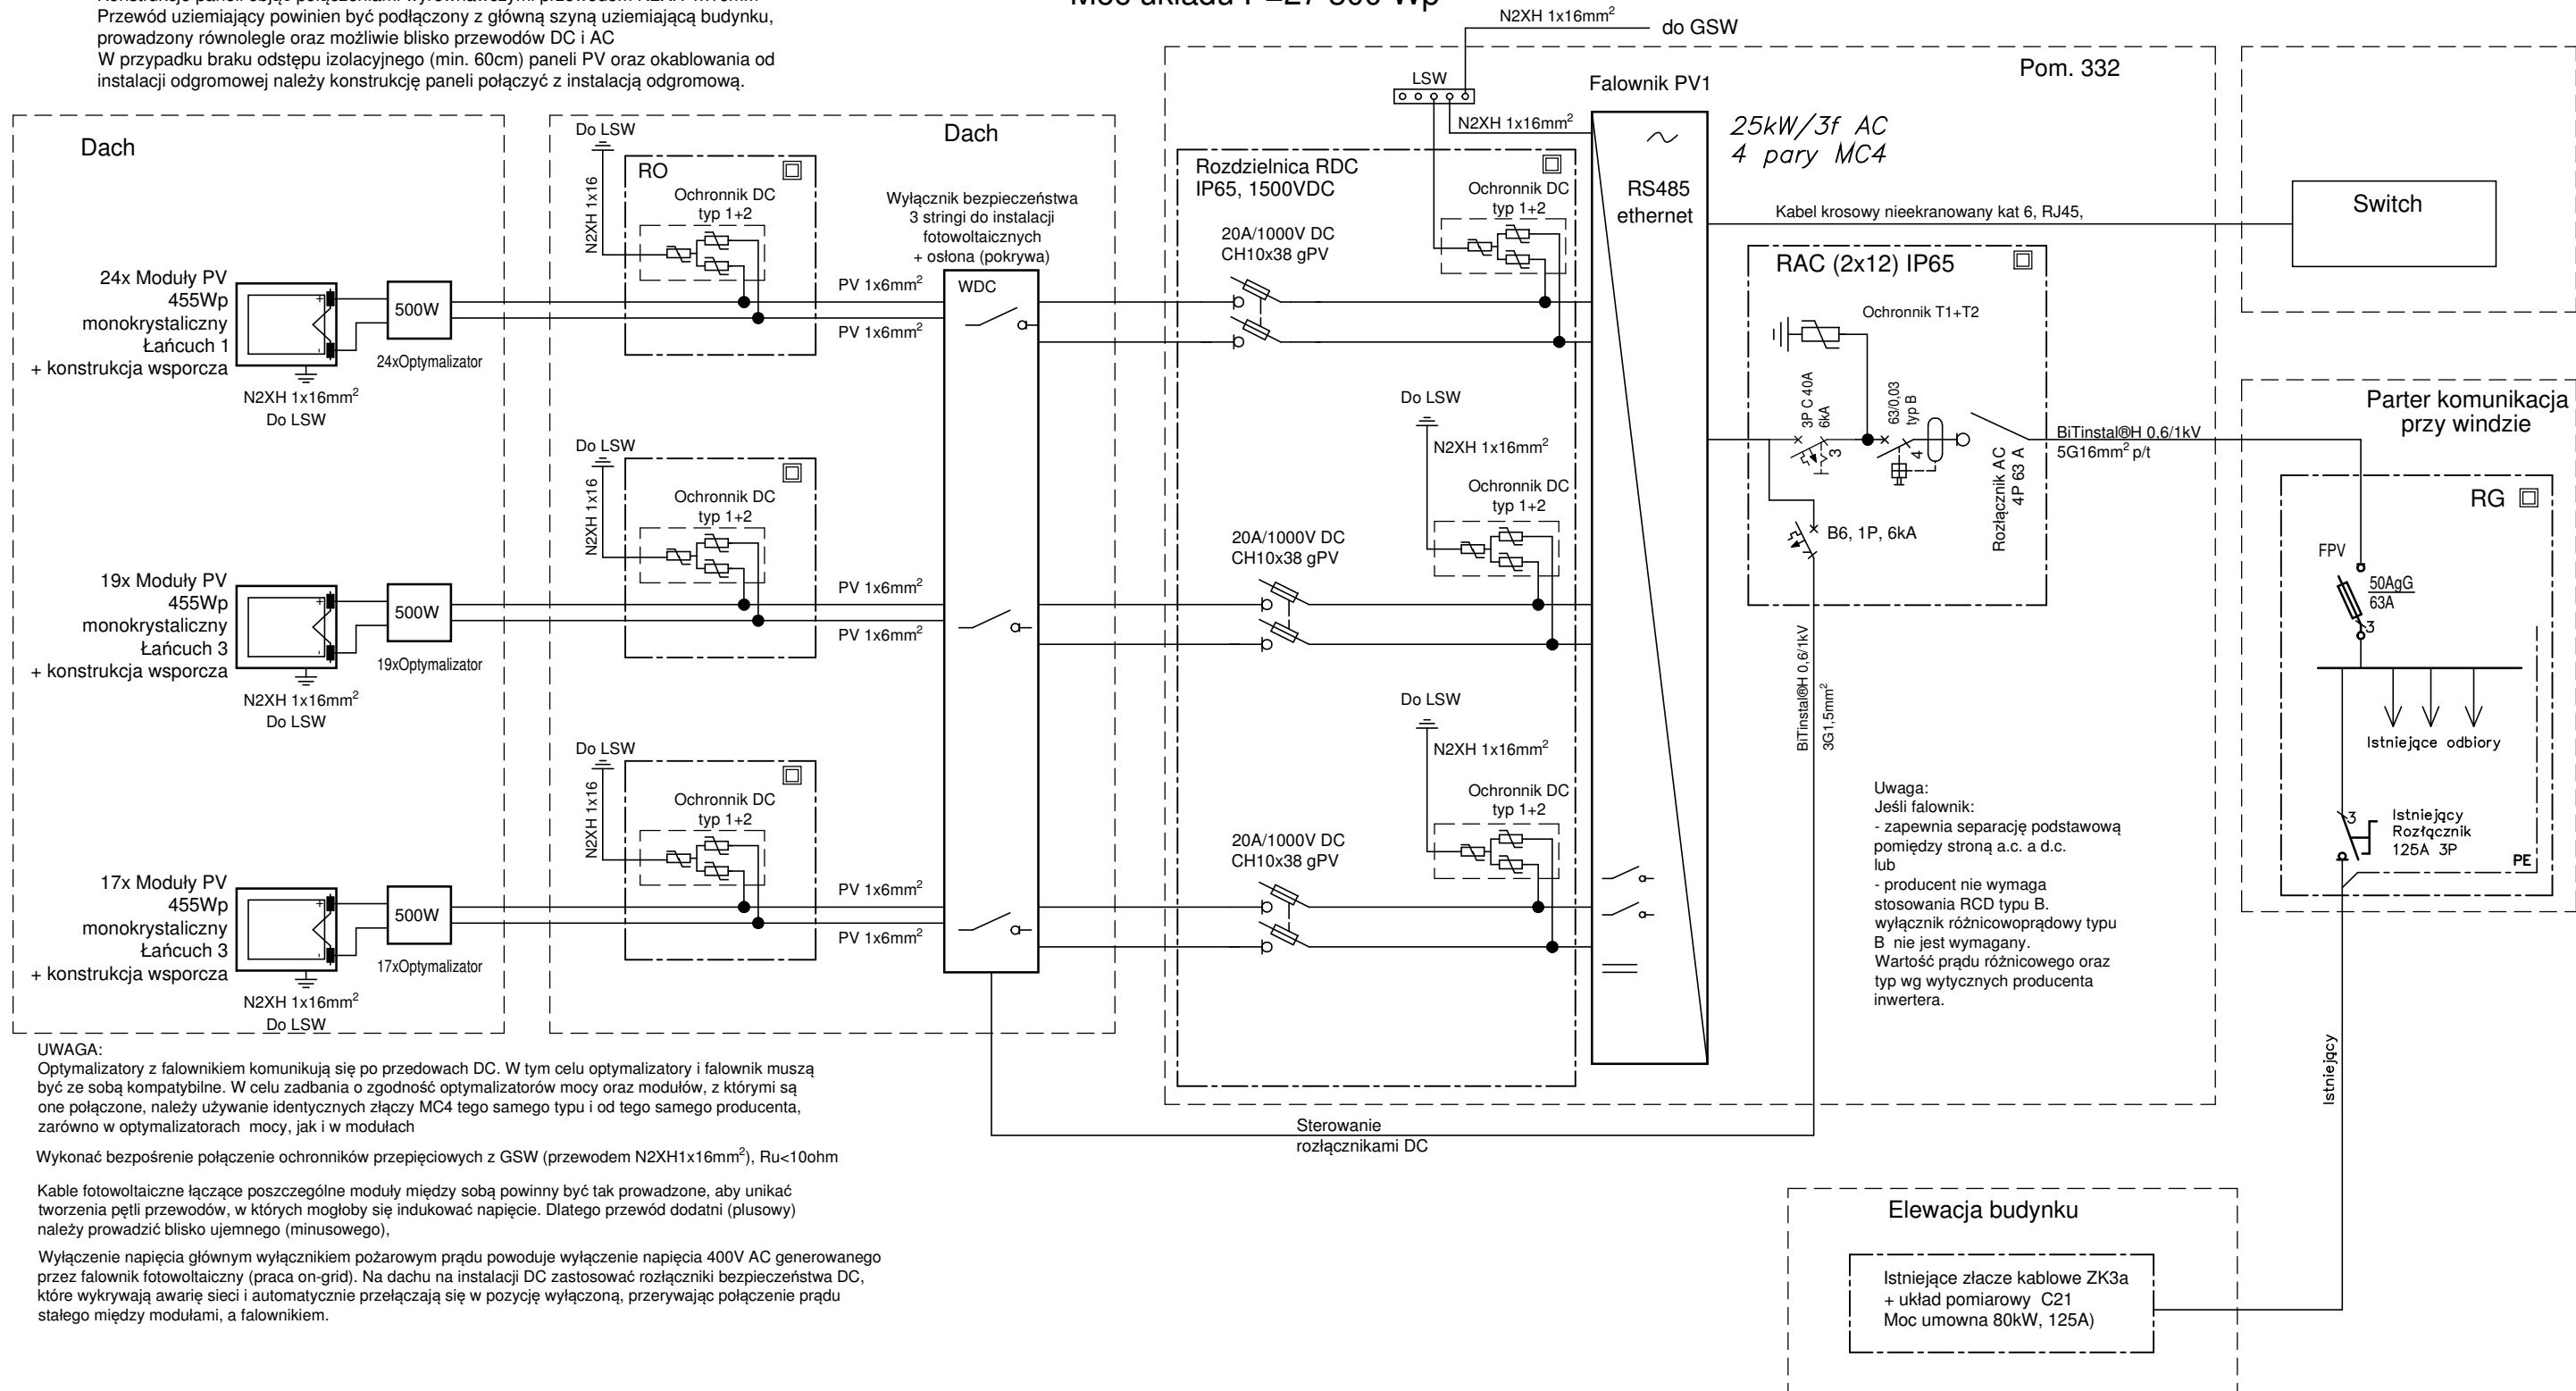 Przewód uziemiający powinien być podłączony z główną szyną uziemiającą budynku,
prowadzony równolegle oraz możliwie blisko przewodów DC i AC
W przypadku braku odstępu izolacyjnego (min. 60cm) paneli PV oraz okablowania od
instalacji odgromowej należy konstrukcję paneli połączyć z instalacją odgromową.
Dach
24x Moduły PV
455Wp
monokrystaliczny
Łańcuch 1
+ konstrukcja wsporcza
500W
24xOptymalizator
N2XH 1x16mm²
Do LSW
19x Moduły PV
455Wp
monokrystaliczny
Łańcuch 3
+ konstrukcja wsporcza
500W
19xOptymalizator
N2XH 1x16mm²
Do LSW
17x Moduły PV
455Wp
monokrystaliczny
Łańcuch 3
+ konstrukcja wsporcza
500W
17xOptymalizator
N2XH 1x16mm²
Do LSW
Dach
Do LSW
N2XH 1x16
RO
Ochronnik DC
typ 1+2
Wyłącznik bezpieczeństwa
3 stringi do instalacji
fotowoltaicznych
+ osłona (pokrywa)
PV 1x6mm²
PV 1x6mm²
WDC
Do LSW
N2XH 1x16
Ochronnik DC
typ 1+2
PV 1x6mm²
PV 1x6mm²
Do LSW
N2XH 1x16
Ochronnik DC
typ 1+2
PV 1x6mm²
PV 1x6mm²
N2XH 1x16mm²
do GSW
LSW
N2XH 1x16mm²
Falownik PV1
Pom. 332
25kW/3f AC
4 pary MC4
Rozdzielnica RDC
IP65, 1500VDC
20A/1000V DC
CH10x38 gPV
Ochronnik DC
typ 1+2
Do LSW
N2XH 1x16mm²
Ochronnik DC
typ 1+2
20A/1000V DC
CH10x38 gPV
Do LSW
N2XH 1x16mm²
Ochronnik DC
typ 1+2
20A/1000V DC
CH10x38 gPV
RS485
ethernet
Kabel krosowy nieekranowany kat 6, RJ45,
Switch
RAC (2x12) IP65
Ochronnik T1+T2
3P C 40A
6kA
3
63/0,03
typ B
4
Rozłącznik AC
4P 63 A
B6, 1P, 6kA
BiTinstal®H 0,6/1kV
5G16mm² p/t
BiTinstal®H 0,6/1kV
3G1,5mm²
Uwaga:
Jeśli falownik:
- zapewnia separację podstawową
pomiędzy stroną a.c. a d.c.
lub
- producent nie wymaga
stosowania RCD typu B.
wyłącznik różnicowoprądowy typu
B  nie jest wymagany.
Wartość prądu różnicowego oraz
typ wg wytycznych producenta
inwertera.
Parter komunikacja
przy windzie
RG
FPV
50AgG
63A
3
Istniejące odbiory
3
Istniejący
Rozłącznik
125A 3P
PE
Istniejący
Sterowanie
rozłącznikami DC
Elewacja budynku
Istniejące złacze kablowe ZK3a
+ układ pomiarowy  C21
Moc umowna 80kW, 125A)
UWAGA:
Optymalizatory z falownikiem komunikują się po przedowach DC. W tym celu optymalizatory i falownik muszą
być ze sobą kompatybilne. W celu zadbania o zgodność optymalizatorów mocy oraz modułów, z którymi są
one połączone, należy używanie identycznych złączy MC4 tego samego typu i od tego samego producenta,
zarówno w optymalizatorach  mocy, jak i w modułach
Wykonać bezpośrenie połączenie ochronników przepięciowych z GSW (przewodem N2XH1x16mm²), Ru<10ohm
Kable fotowoltaiczne łączące poszczególne moduły między sobą powinny być tak prowadzone, aby unikać
tworzenia pętli przewodów, w których mogłoby się indukować napięcie. Dlatego przewód dodatni (plusowy)
należy prowadzić blisko ujemnego (minusowego),
Wyłączenie napięcia głównym wyłącznikiem pożarowym prądu powoduje wyłączenie napięcia 400V AC generowanego
przez falownik fotowoltaiczny (praca on-grid). Na dachu na instalacji DC zastosować rozłączniki bezpieczeństwa DC,
które wykrywają awarię sieci i automatycznie przełączają się w pozycję wyłączoną, przerywając połączenie prądu
stałego między modułami, a falownikiem.